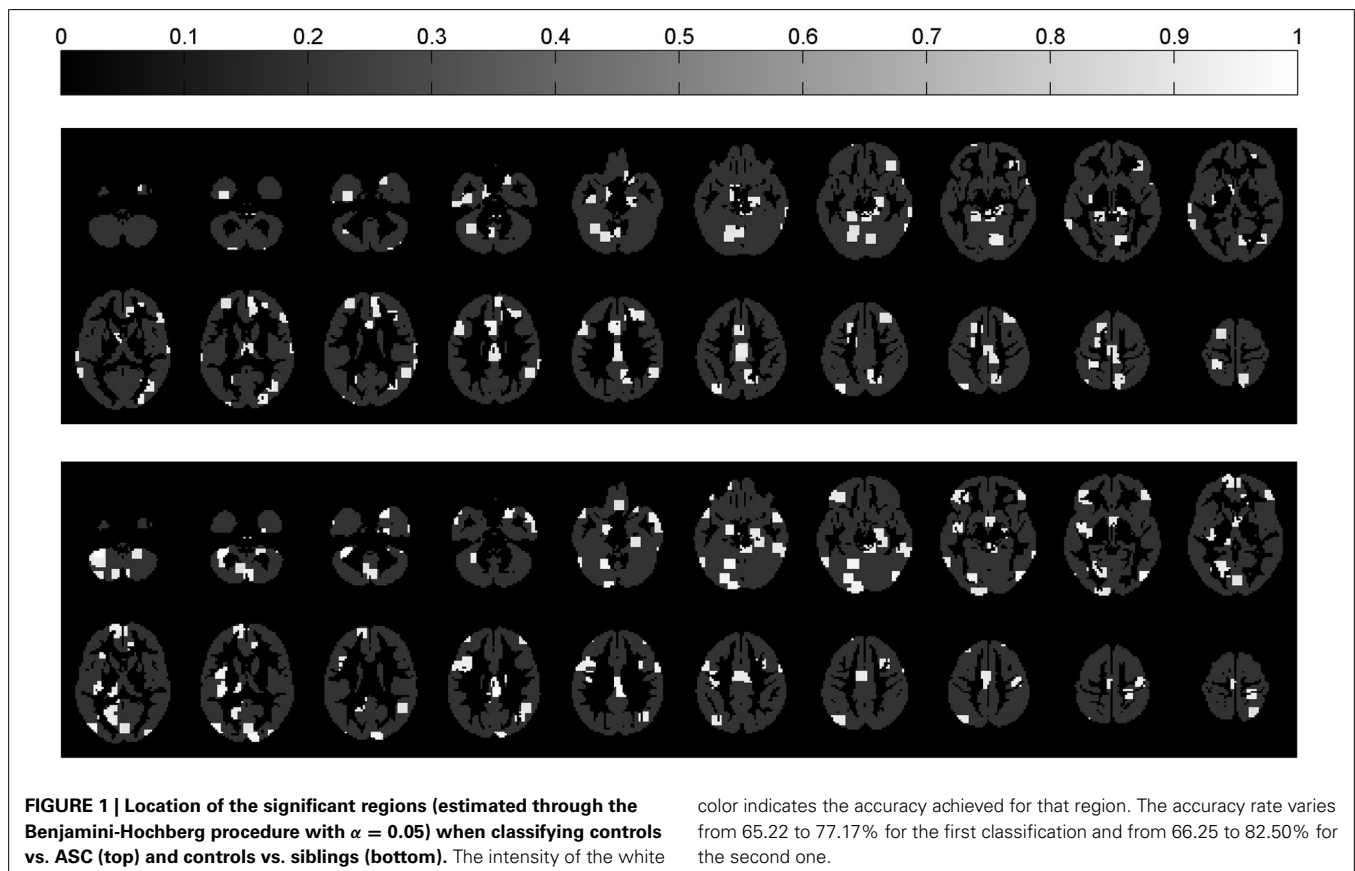 0 0.1 0.2 0.3 0.4 0.5 0.6 0.7 0.8 0.9 1
FIGURE 1 | Location of the significant regions (estimated through the
Benjamini-Hochberg procedure with α = 0.05) when classifying controls
vs. ASC (top) and controls vs. siblings (bottom). The intensity of the white
color indicates the accuracy achieved for that region. The accuracy rate varies
from 65.22 to 77.17% for the first classification and from 66.25 to 82.50% for
the second one.